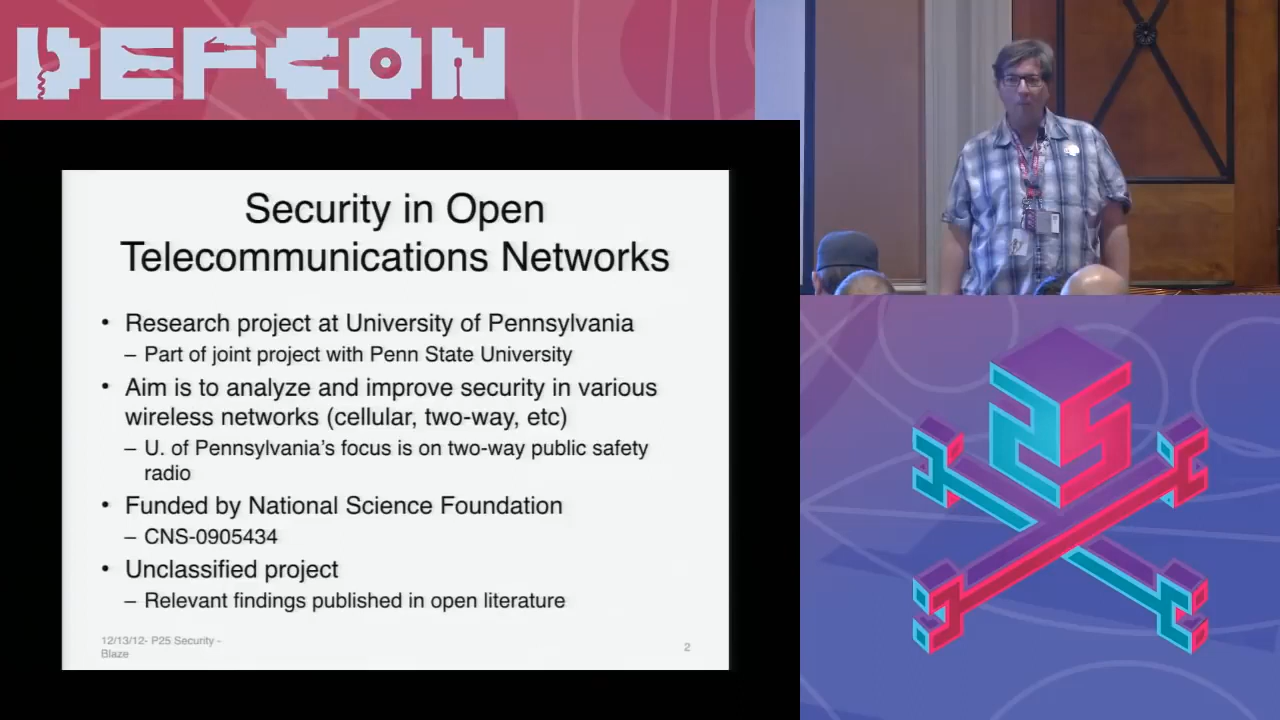 DEFCON
Security in Open
Telecommunications Networks
• Research project at University of Pennsylvania
– Part of joint project with Penn State University
• Aim is to analyze and improve security in various
wireless networks (cellular, two-way, etc)
– U. of Pennsylvania's focus is on two-way public safety
radio
• Funded by National Science Foundation
– CNS-0905434
• Unclassified project
– Relevant findings published in open literature
12/13/12- P25 Security -
Blaze
2
25